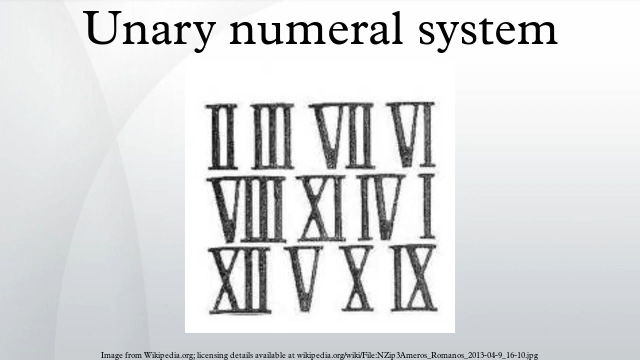 Unary numeral system
II III VII VI
VIII XI IV I
XII V X IX
Image from Wikipedia.org; licensing details available at wikipedia.org/wiki/File:NZip3Ameros_Romanos_2013-04-9_16-10.jpg